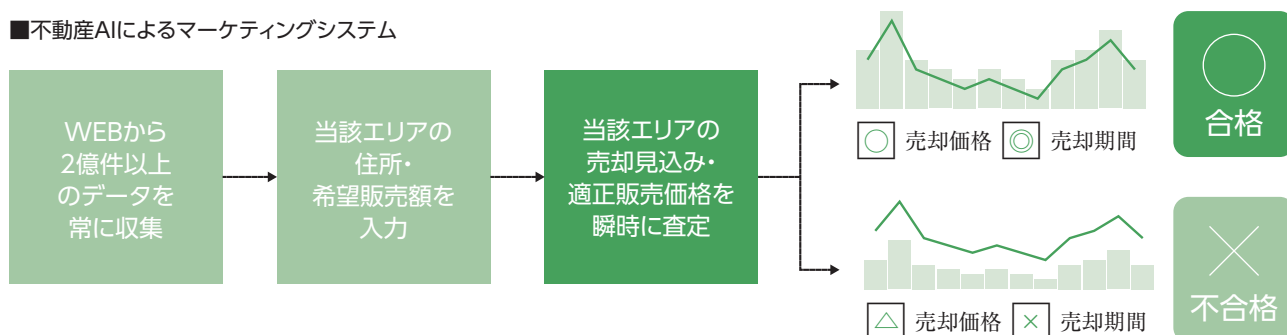 ■不動産AIによるマーケティングシステム
WEBから
2億件以上
のデータを
常に収集
当該エリアの
住所・
希望販売額を
入力
当該エリアの
売却見込み・
適正販売価格を
瞬時に査定
○ 売却価格 ◎ 売却期間
合格
△ 売却価格 × 売却期間
不合格